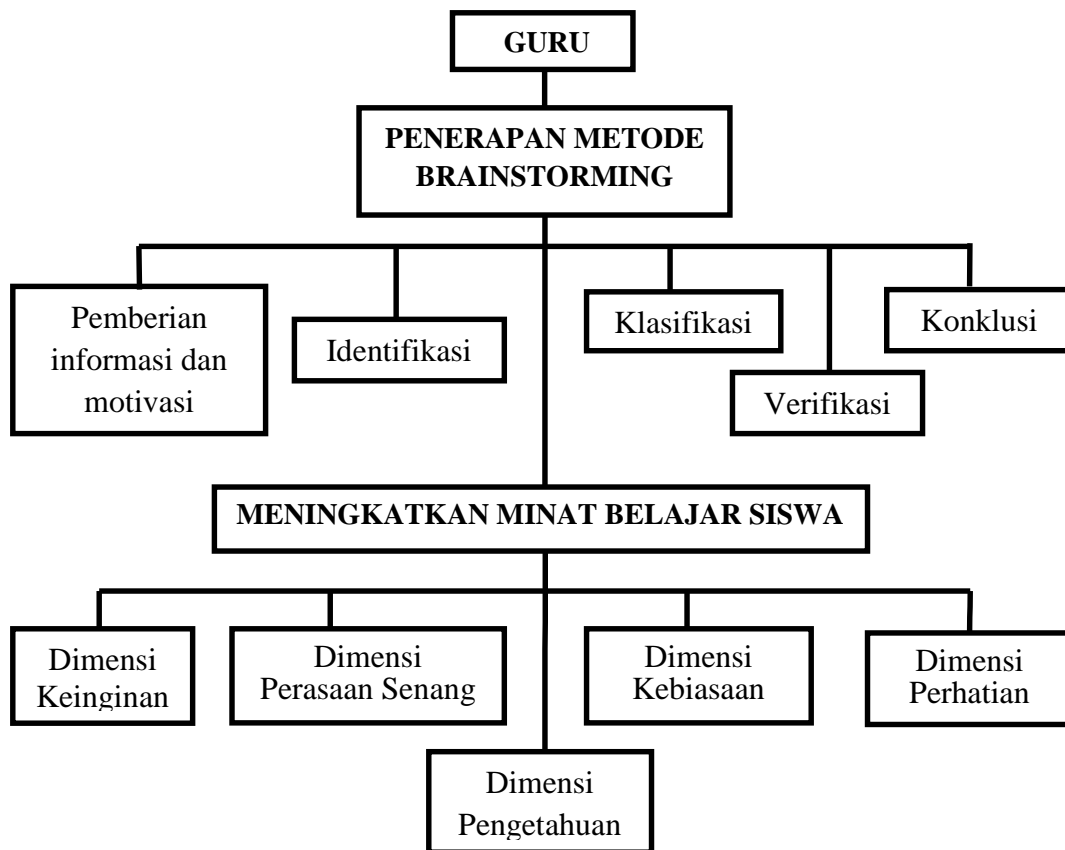 GURU
PENERAPAN METODE
BRAINSTORMING
Pemberian
informasi dan
motivasi
Identifikasi
Klasifikasi
Verifikasi
Konklusi
MENINGKATKAN MINAT BELAJAR SISWA
Dimensi
Keinginan
Dimensi
Perasaan Senang
Dimensi
Pengetahuan
Dimensi
Kebiasaan
Dimensi
Perhatian